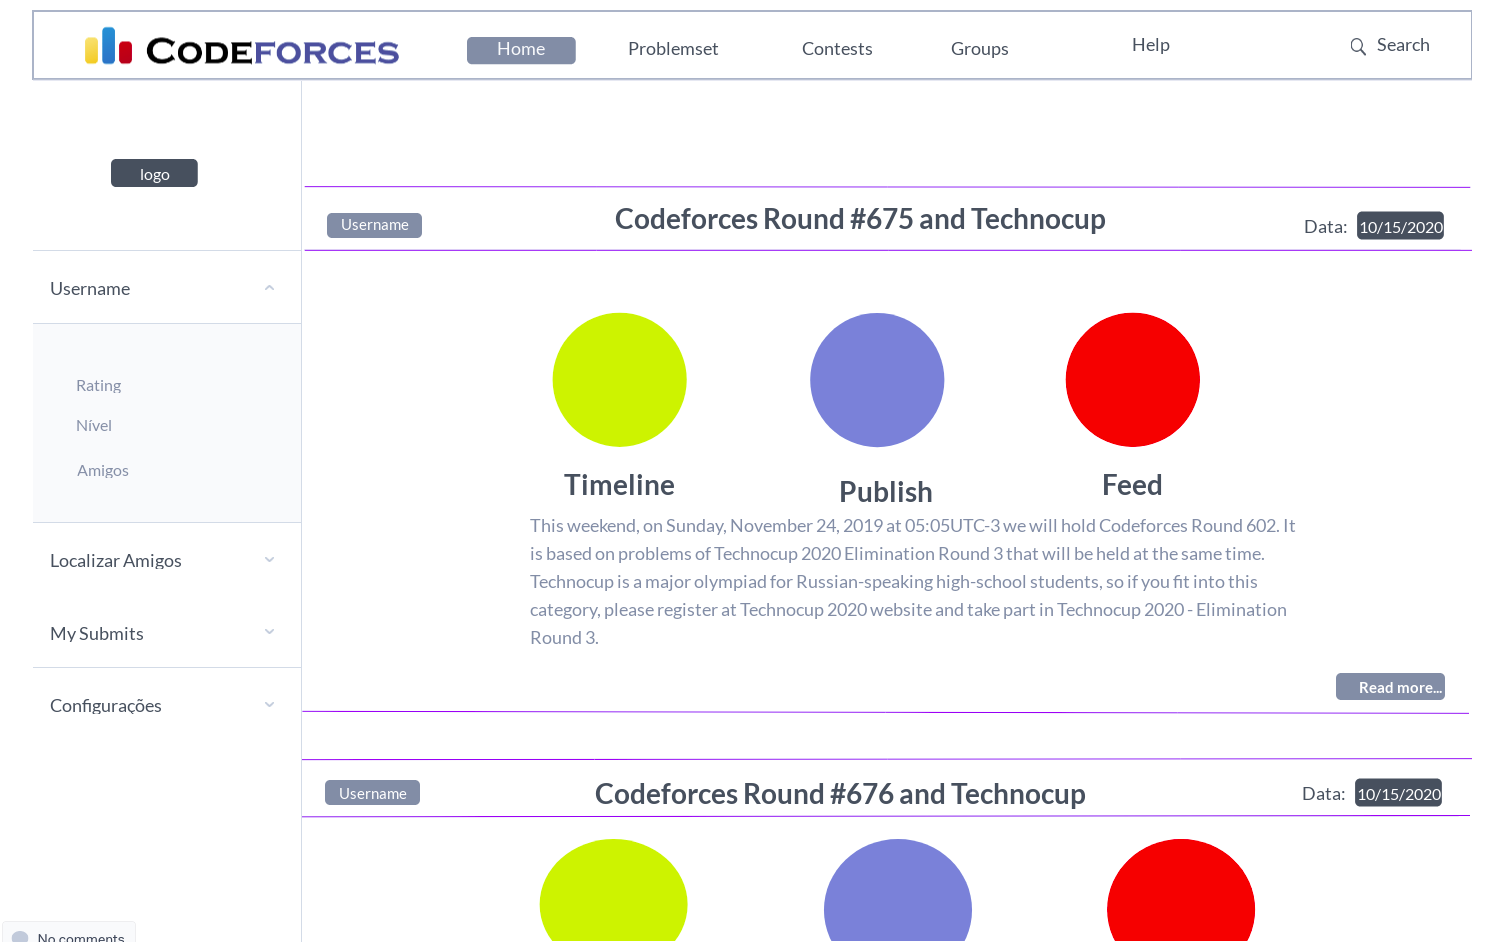 CODEFORCES
Home
Problemset
Contests
Groups
Help
Search
logo
Username
Rating
Nível
Amigos
Localizar Amigos
My Submits
Configurações
No comments
Username
Codeforces Round #675 and Technocup
Data: 10/15/2020
Timeline
Publish
Feed
This weekend, on Sunday, November 24, 2019 at 05:05UTC-3 we will hold Codeforces Round 602. It
is based on problems of Technocup 2020 Elimination Round 3 that will be held at the same time.
Technocup is a major olympiad for Russian-speaking high-school students, so if you fit into this
category, please register at Technocup 2020 website and take part in Technocup 2020 - Elimination
Round 3.
Read more...
Username
Codeforces Round #676 and Technocup
Data: 10/15/2020